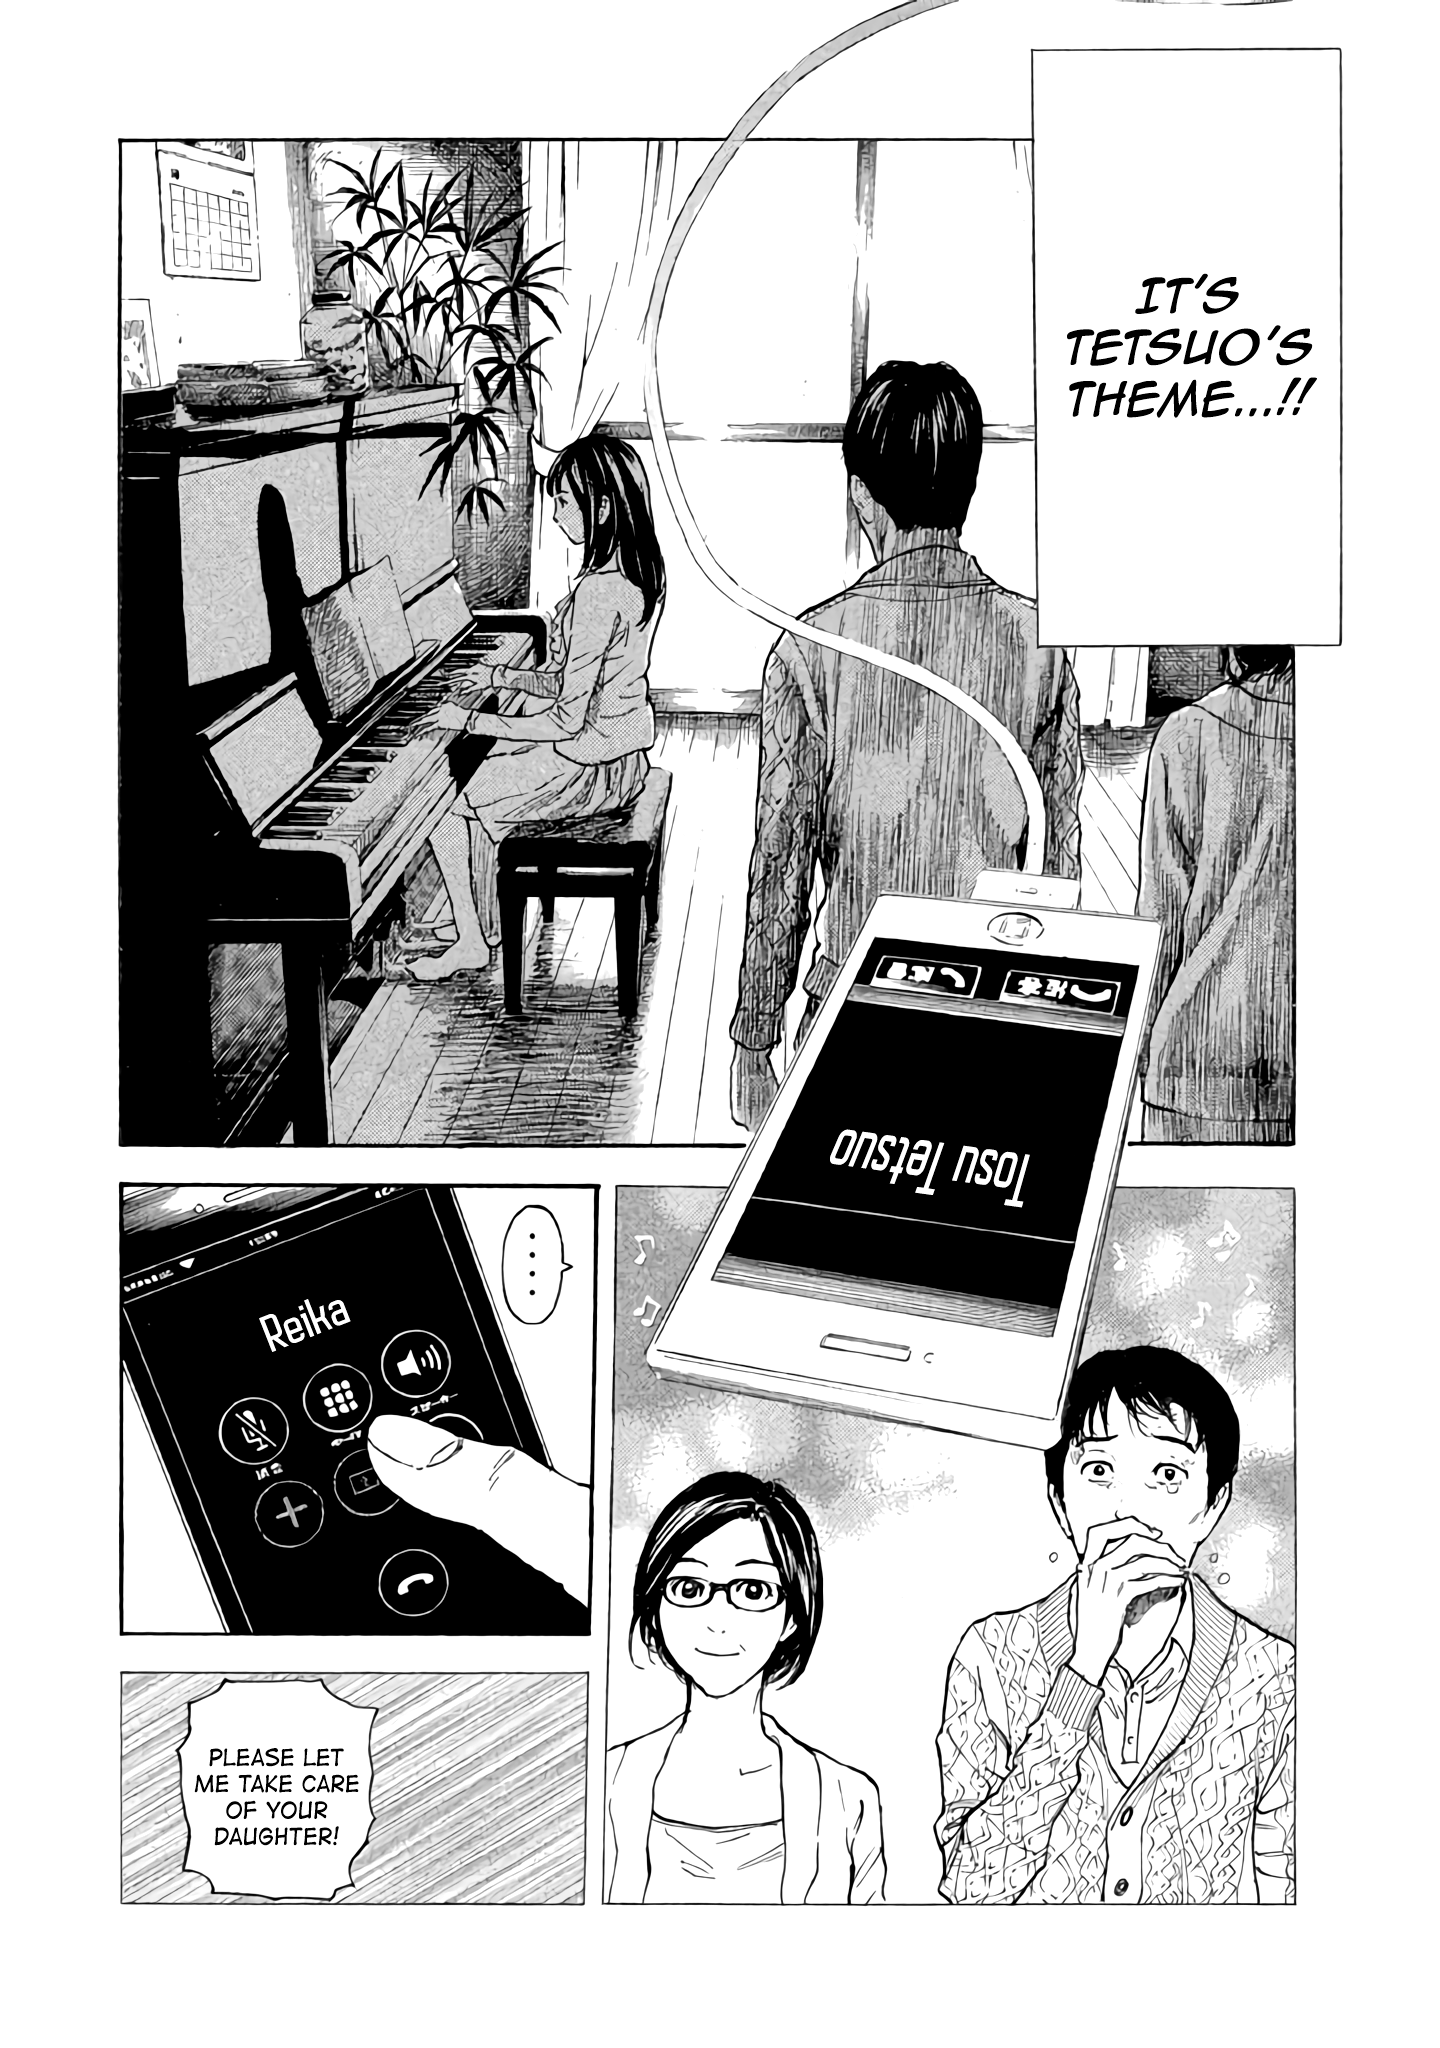 IT'S
TETSUO'S
THEME...!!
Tosu Tetsuo
....
Reika
PLEASE LET
ME TAKE CARE
OF YOUR
DAUGHTER!